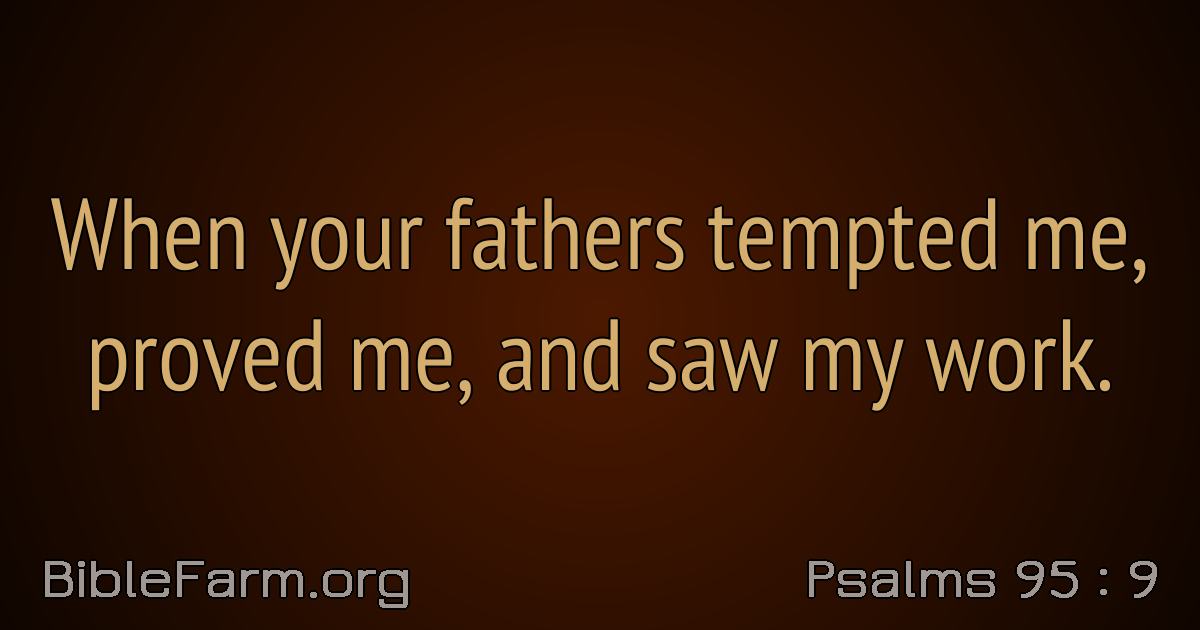 When your fathers tempted me,
proved me, and saw my work.
BibleFarm.org
Psalms 95 : 9